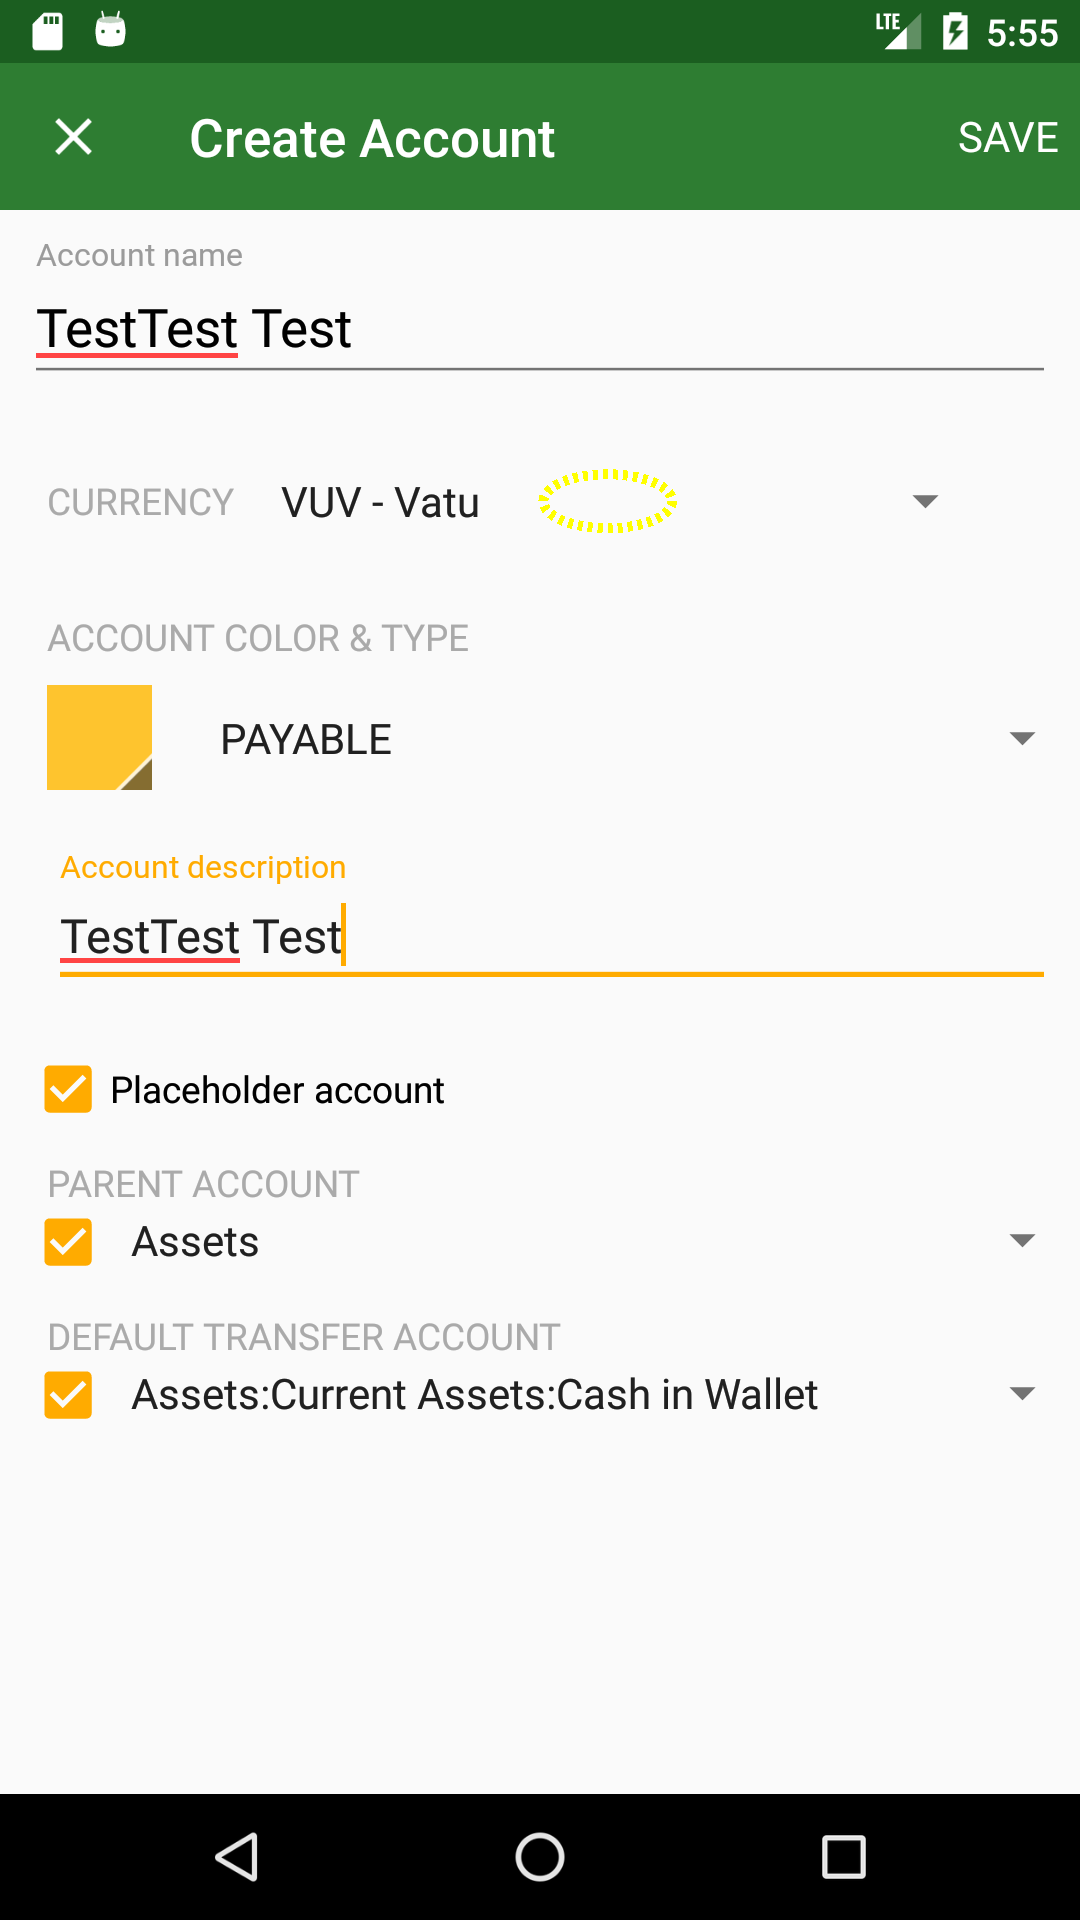 LTE 5:55
Create Account SAVE
Account name
TestTest Test
CURRENCY VUV - Vatu
ACCOUNT COLOR & TYPE
PAYABLE
Account description
TestTest Test
Placeholder account
PARENT ACCOUNT
Assets
DEFAULT TRANSFER ACCOUNT
Assets:Current Assets:Cash in Wallet